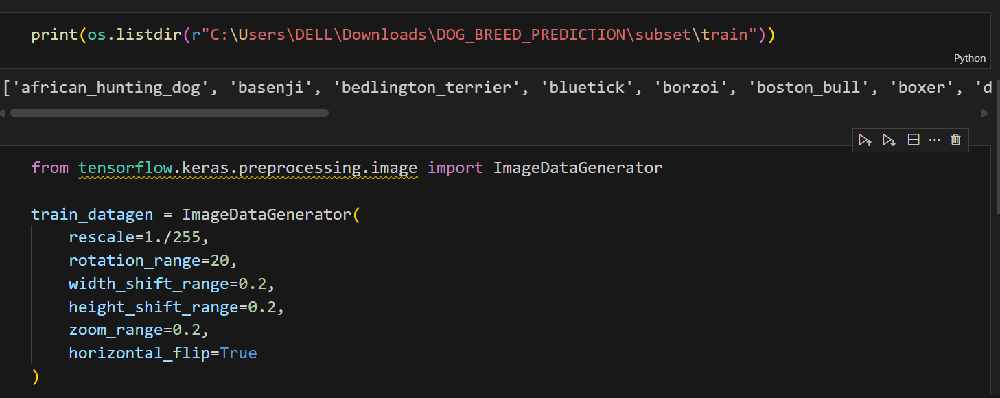 print(os.listdir(r"C:\Users\DELL\Downloads\DOG_BREED_PREDICTION\subset\train"))
Python
['african_hunting_dog', 'basenji', 'bedlington_terrier', 'bluetick', 'borzoi', 'boston_bull', 'boxer', 'd
from tensorflow.keras.preprocessing.image import ImageDataGenerator
train_datagen = ImageDataGenerator(
    rescale=1./255,
    rotation_range=20,
    width_shift_range=0.2,
    height_shift_range=0.2,
    zoom_range=0.2,
    horizontal_flip=True
)